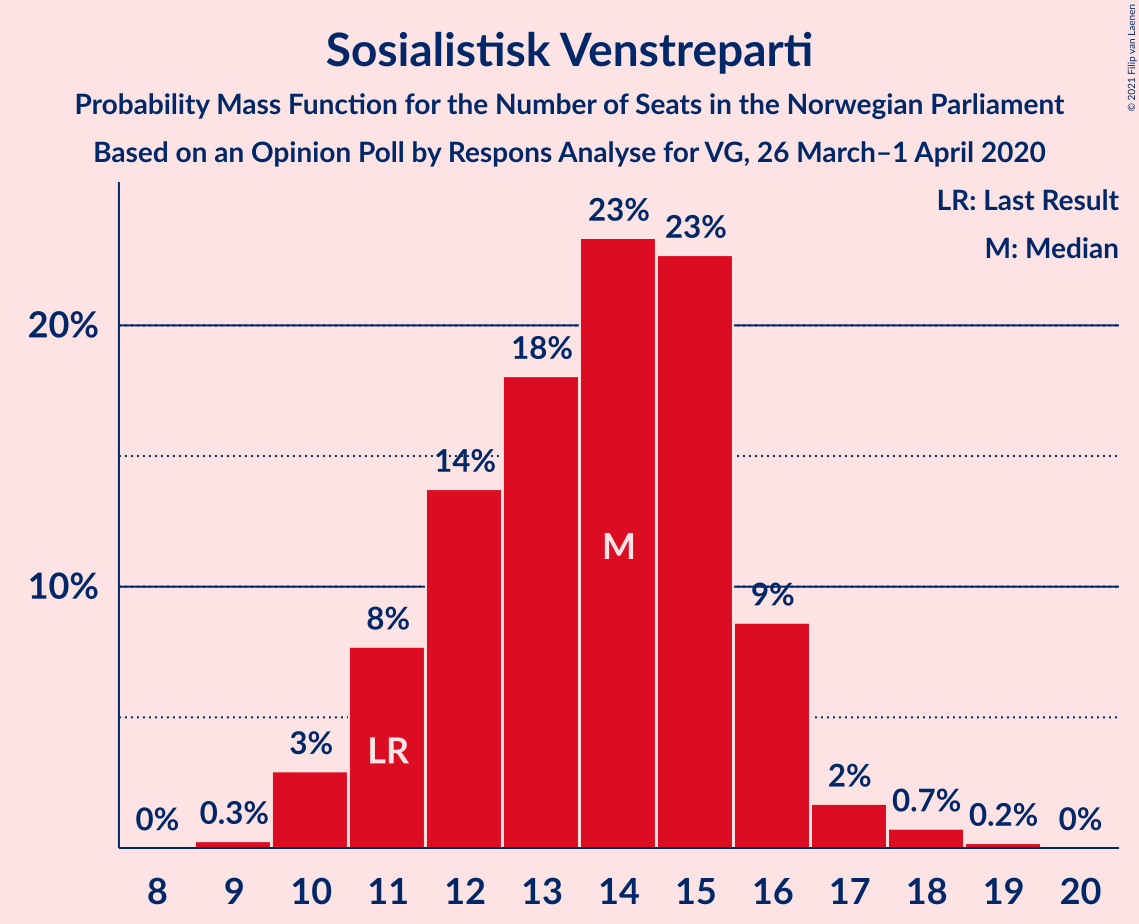 Sosialistisk Venstreparti
Probability Mass Function for the Number of Seats in the Norwegian Parliament
Based on an Opinion Poll by Respons Analyse for VG, 26 March–1 April 2020
© 2021 Filip van Laenen
LR: Last Result
M: Median
20%
10%
0%
0.3%
3%
8%
14%
18%
23%
23%
9%
2%
0.7%
0.2%
0%
LR
M
8 9 10 11 12 13 14 15 16 17 18 19 20